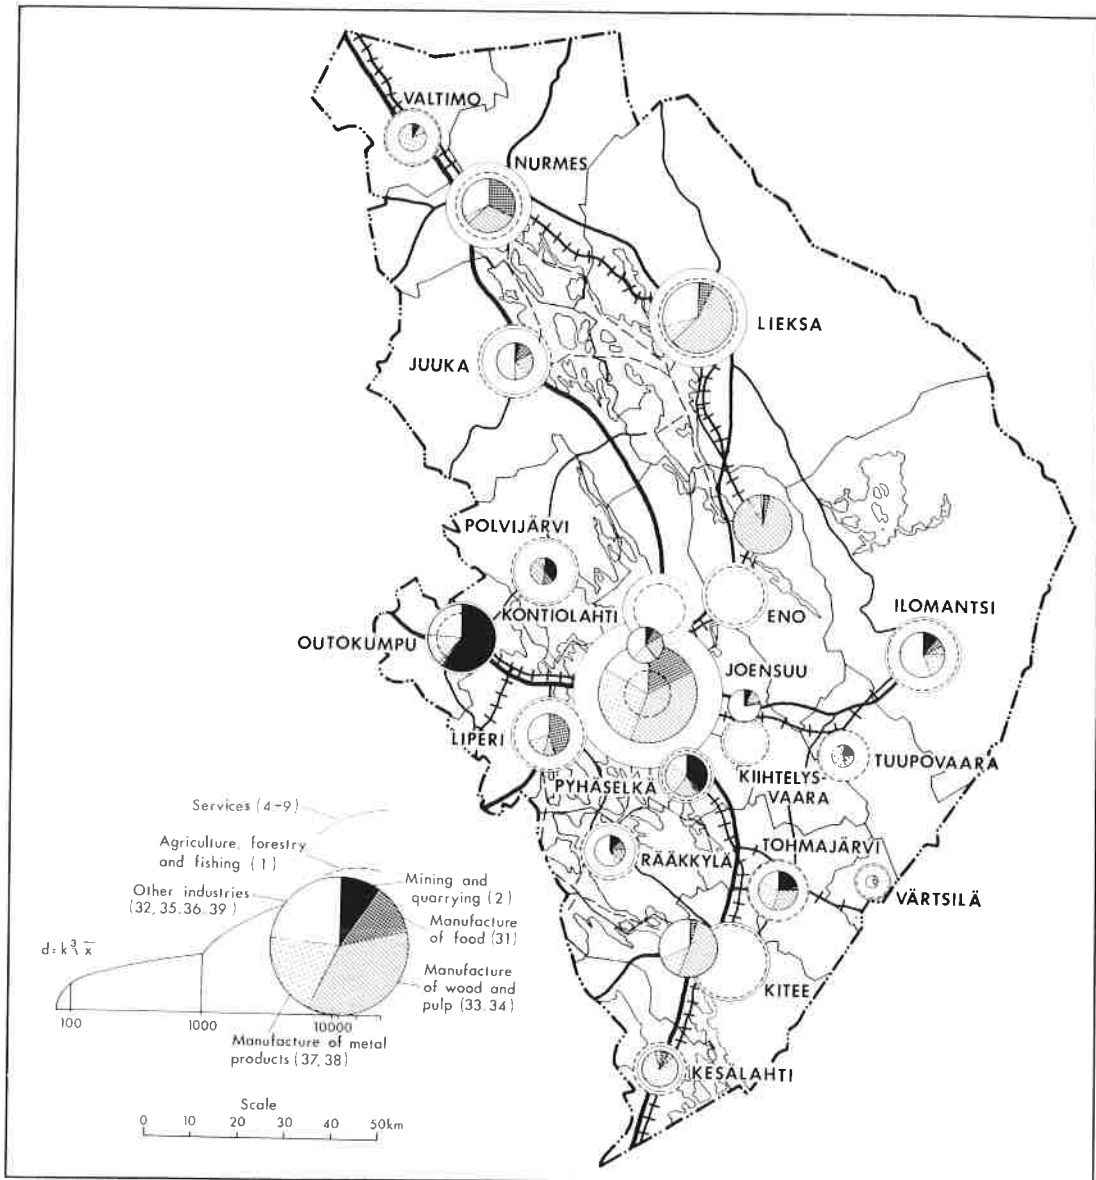 VALTIMO
NURMES
LIEKSA
JUUKA
POLVIJÄRVI
KONTIOLAHTI
ENO
ILOMANTSI
OUTOKUMPU
JOENSUU
LIPERI
TUUPOVAARA
PYHÄSELKÄ
KIIHTELYS-
VAARA
RÄÄKKYLÄ
TOHMAJÄRVI
VÄRTSILÄ
KITEE
KESÄLAHTI
Services (4-9)
Agriculture, forestry
and fishing (1)
Other industries
(32,35.36.39)
Mining and
quarrying (2)
Manufacture
of food (31)
Manufacture
of wood and
pulp (33.34)
Manufacture of metal
products (37,38)
d=k∛x̅
100
1000
10000
Scale
0 10 20 30 40 50km